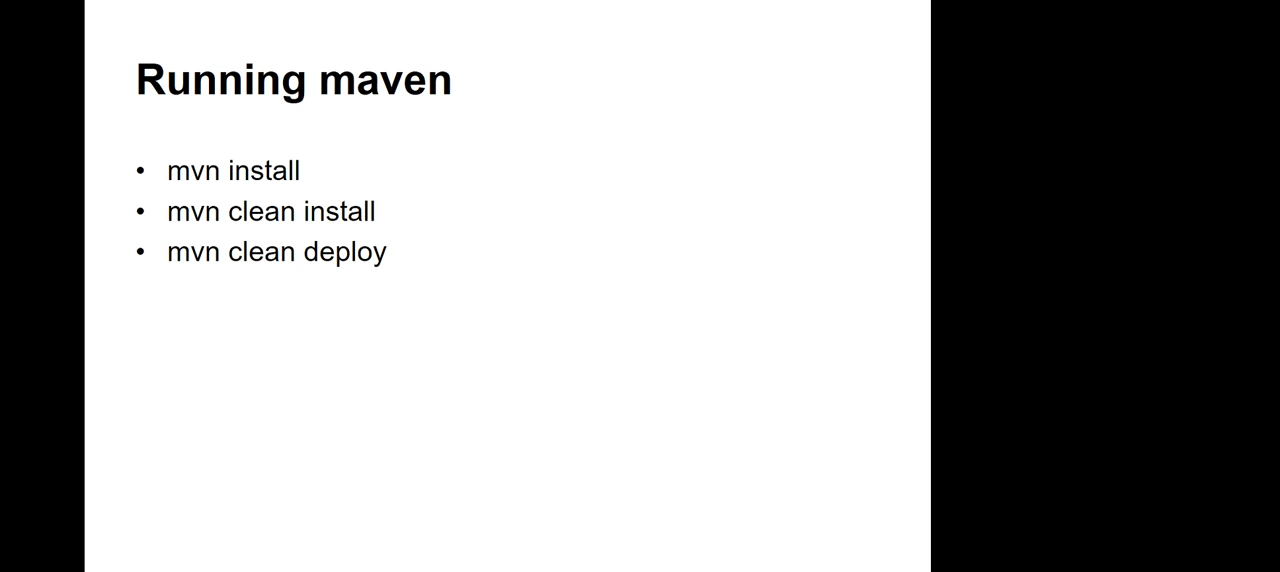 Running maven
• mvn install
• mvn clean install
• mvn clean deploy